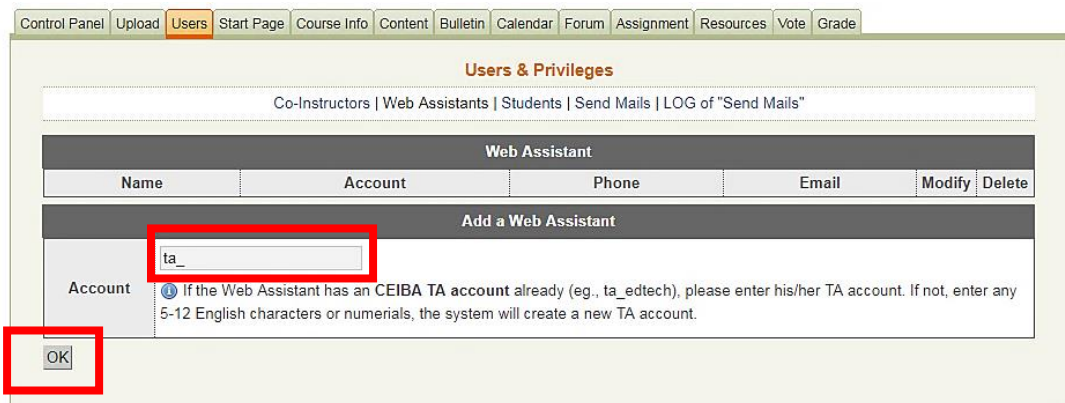 Control Panel Upload Users Start Page Course Info Content Bulletin Calendar Forum Assignment Resources Vote Grade
Users & Privileges
Co-Instructors | Web Assistants | Students | Send Mails | LOG of "Send Mails"
Web Assistant
Name Account Phone Email Modify Delete
Add a Web Assistant
ta_
Account
If the Web Assistant has an CEIBA TA account already (eg., ta_edtech), please enter his/her TA account. If not, enter any
5-12 English characters or numerials, the system will create a new TA account.
OK